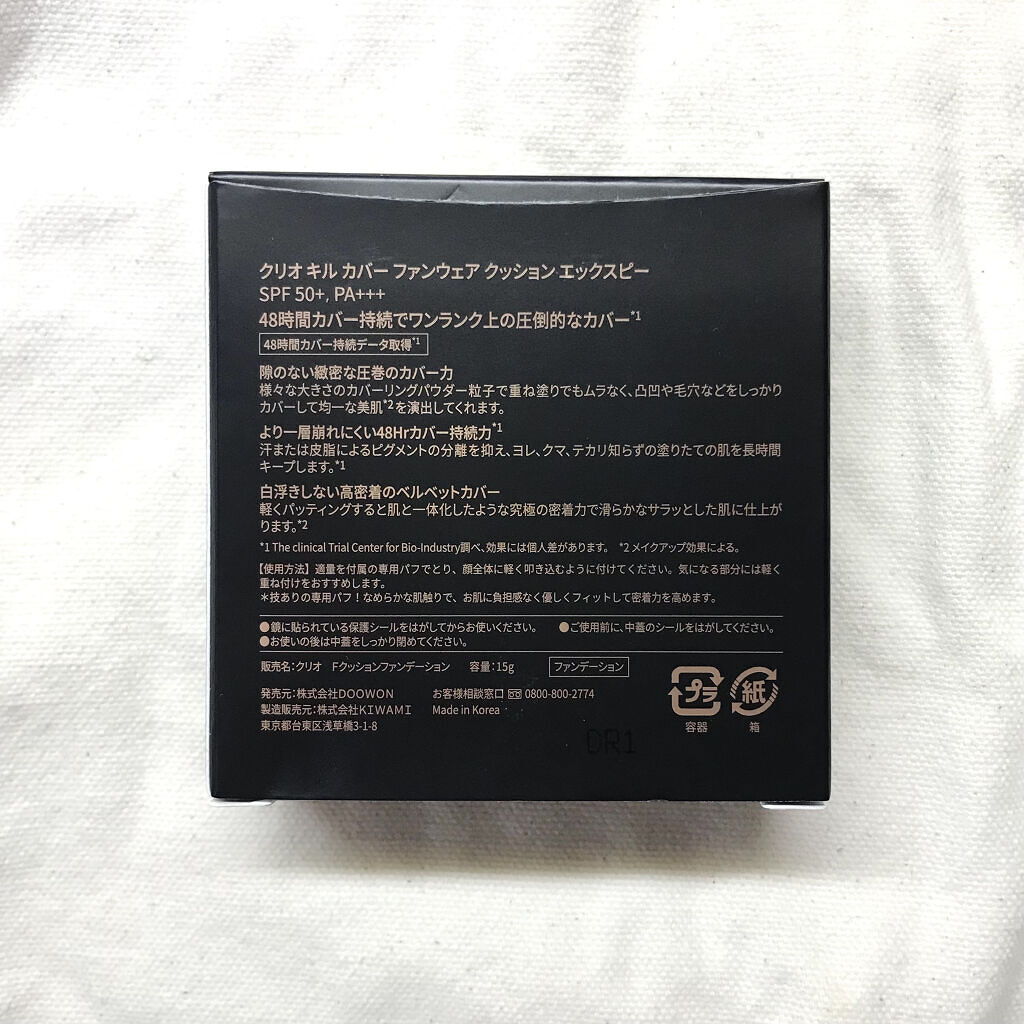 クリオ キル カバー ファンウェア クッション エックスピー
SPF 50+, PA+++
48時間カバー持続でワンランク上の圧倒的なカバー*1
48時間カバー持続データ取得*1
隙のない緻密な圧巻のカバー力
様々な大きさのカバーリングパウダー粒子で重ね塗りでもムラなく、凸凹や毛穴などをしっかり
カバーして均一な美肌*2を演出してくれます。
より一層崩れにくい48Hrカバー持続力*1
汗または皮脂によるピグメントの分離を抑え、ヨレ、クマ、テカリ知らずの塗りたての肌を長時間
キープします。*1
白浮きしない高密着のベルベットカバー
軽くパッティングすると肌と一体化したような究極の密着力で滑らかなサラッとした肌に仕上が
ります。*2
*1 The clinical Trial Center for Bio-Industry調べ、効果には個人差があります。 *2 メイクアップ効果による。
【使用方法】適量を付属の専用パフでとり、顔全体に軽く叩き込むように付けてください。気になる部分には軽く
重ね付けをおすすめします。
＊技ありの専用パフ！なめらかな肌触りで、お肌に負担感なく優しくフィットして密着力を高めます。
●鏡に貼られている保護シールをはがしてからお使いください。 ●ご使用前に、中蓋のシールをはがしてください。
●お使いの後は中蓋をしっかり閉めてください。
販売名：クリオ Fクッションファンデーション 容量：15g ファンデーション
発売元：株式会社DOOWON お客様相談窓口 0800-800-2774
製造販売元：株式会社KIWAMI Made in Korea
東京都台東区浅草橋3-1-8
プラ 紙
容器 箱
DR1